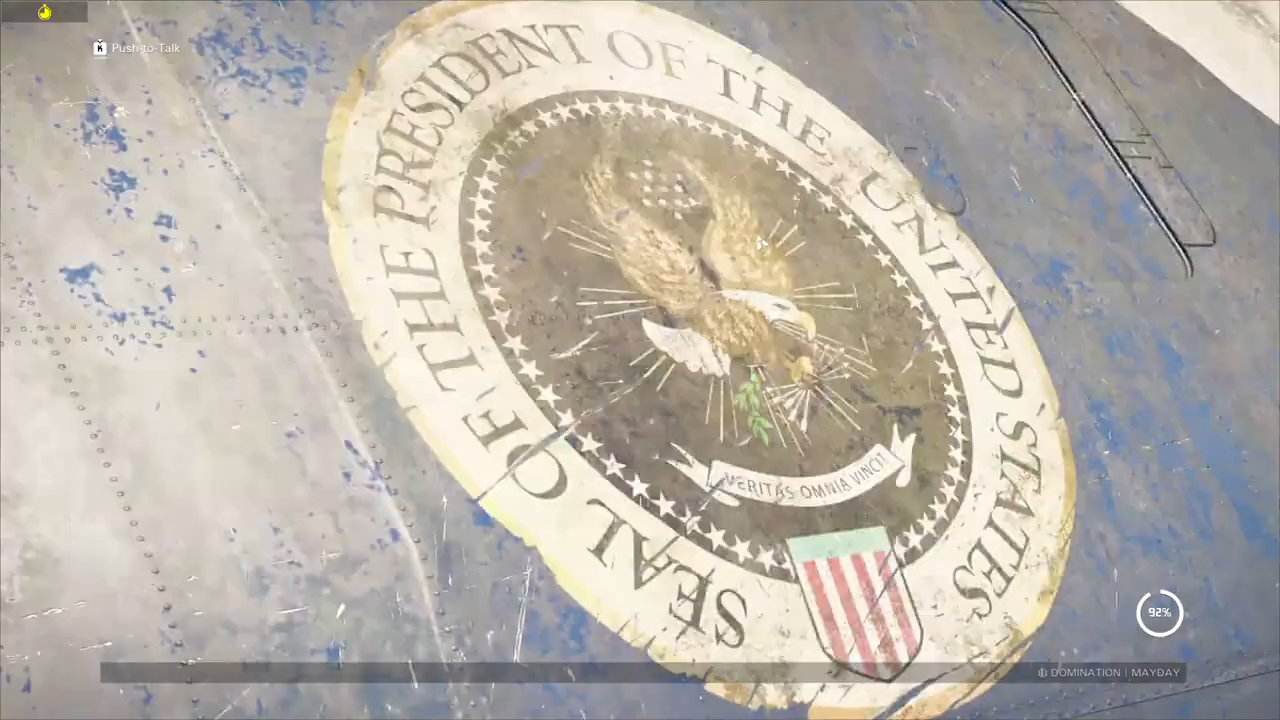 K Push-to-Talk
SEAL OF THE PRESIDENT OF THE UNITED STATES
VERITAS OMNIA VINCIT
92%
DOMINATION | MAYDAY